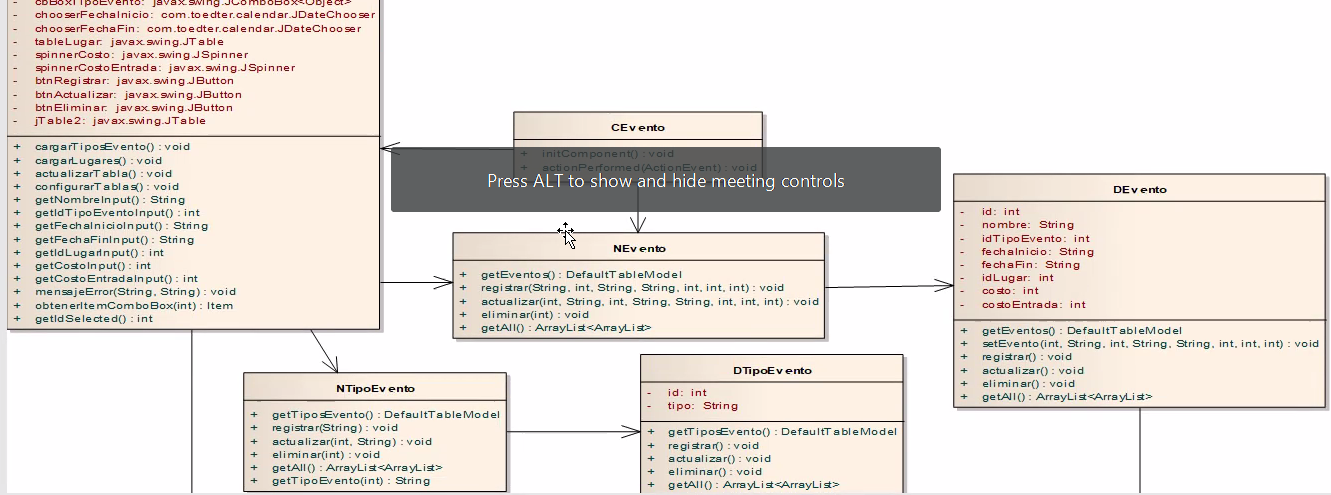 - cbBoxTipoEvento: javax.swing.JComboBox<Object>
- chooserFechaInicio: com.toedter.calendar.JDateChooser
- chooserFechaFin: com.toedter.calendar.JDateChooser
- tableLugar: javax.swing.JTable
- spinnerCosto: javax.swing.JSpinner
- spinnerCostoEntrada: javax.swing.JSpinner
- btnRegistrar: javax.swing.JButton
- btnActualizar: javax.swing.JButton
- btnEliminar: javax.swing.JButton
- jTable2: javax.swing.JTable
+ cargarTiposEvento() : void
+ cargarLugares() : void
+ actualizarTabla() : void
+ configurarTablas() : void
+ getNombreInput() : String
+ getIdTipoEventoInput() : int
+ getFechaInicioInput() : String
+ getFechaFinInput() : String
+ getIdLugarInput() : int
+ getCostoInput() : int
+ getCostoEntradaInput() : int
+ mensajeError(String, String) : void
+ obtenerItemComboBox(int) : Item
+ getIdSelected() : int
CEvento
+ initComponent() : void
+ actionPerformed(ActionEvent) : void
Press ALT to show and hide meeting controls
NEvento
+ getEventos() : DefaultTableModel
+ registrar(String, int, String, String, int, int, int) : void
+ actualizar(int, String, int, String, String, int, int, int) : void
+ eliminar(int) : void
+ getAll() : ArrayList<ArrayList>
DEvento
- id: int
- nombre: String
- idTipoEvento: int
- fechaInicio: String
- fechaFin: String
- idLugar: int
- costo: int
- costoEntrada: int
+ getEventos() : DefaultTableModel
+ setEvento(int, String, int, String, String, int, int, int) : void
+ registrar() : void
+ actualizar() : void
+ eliminar() : void
+ getAll() : ArrayList<ArrayList>
NTipoEvento
+ getTiposEvento() : DefaultTableModel
+ registrar(String) : void
+ actualizar(int, String) : void
+ eliminar(int) : void
+ getAll() : ArrayList<ArrayList>
+ getTipoEvento(int) : String
DTipoEvento
- id: int
- tipo: String
+ getTiposEvento() : DefaultTableModel
+ registrar() : void
+ actualizar() : void
+ eliminar() : void
+ getAll() : ArrayList<ArrayList>